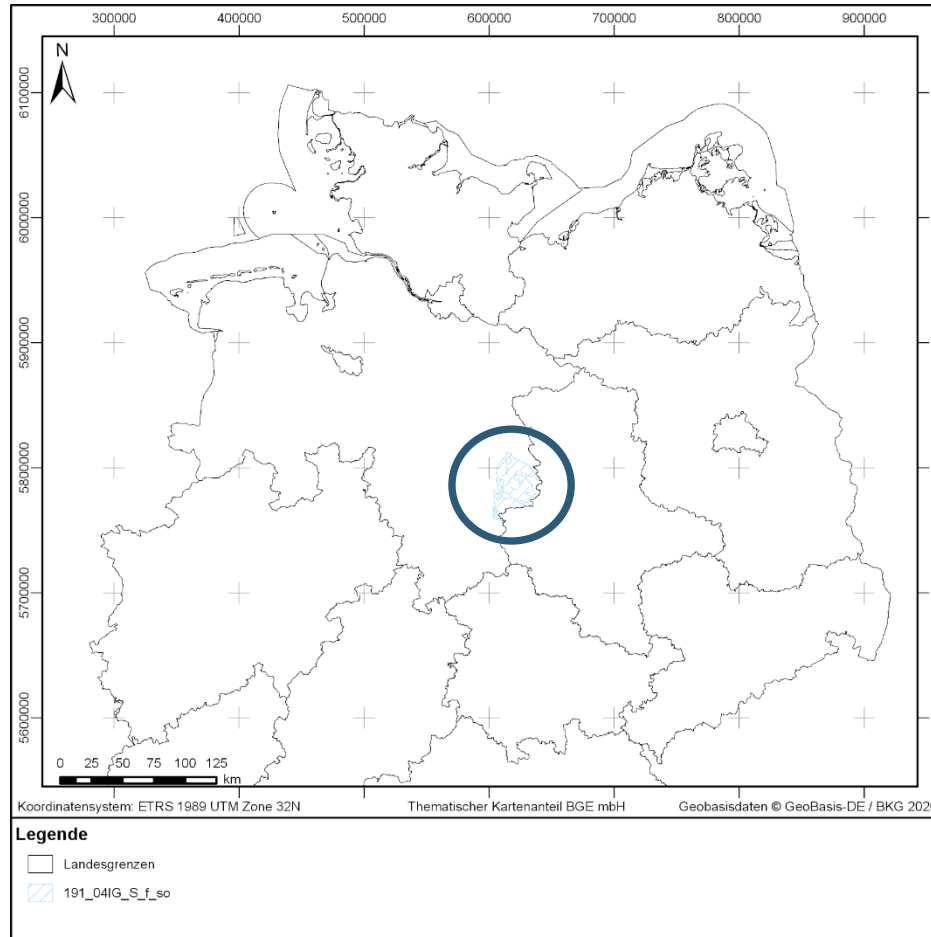 300000 400000 500000 600000 700000 800000 900000
N
6100000
6000000
5900000
5800000
5700000
5600000
0 25 50 75 100 125
km
Koordinatensystem: ETRS 1989 UTM Zone 32N Thematischer Kartenanteil BGE mbH Geobasisdaten © GeoBasis-DE / BKG 2020
Legende
Landesgrenzen
191_04IG_S_f_so